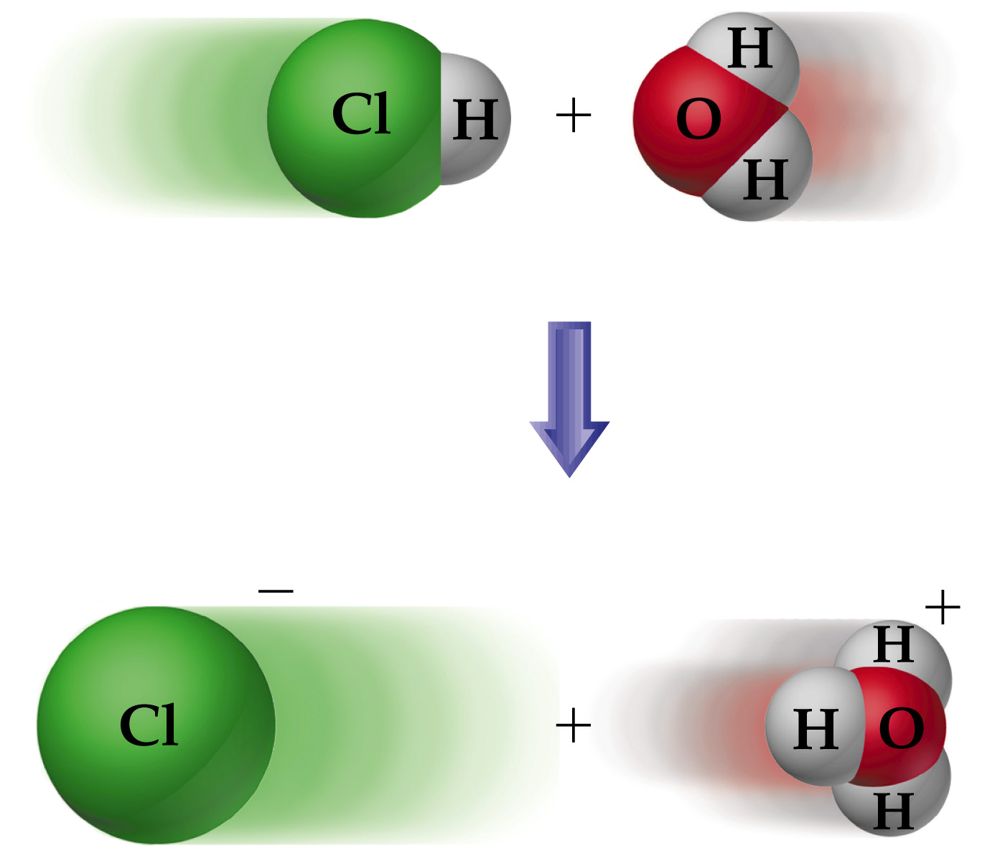 Cl H + O H H
−
+
Cl + H O H H